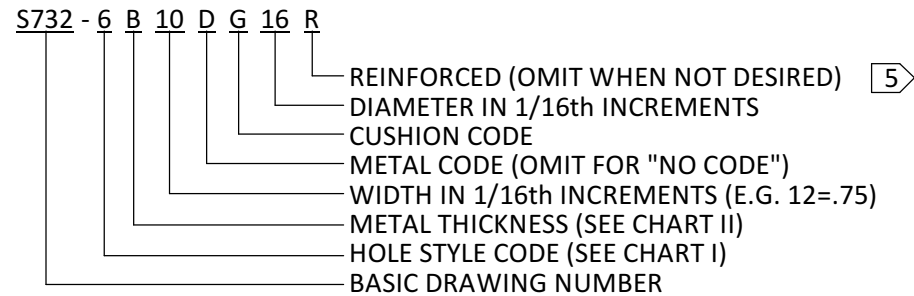 S732 - 6 B 10 D G 16 R
REINFORCED (OMIT WHEN NOT DESIRED) 5
DIAMETER IN 1/16th INCREMENTS
CUSHION CODE
METAL CODE (OMIT FOR "NO CODE")
WIDTH IN 1/16th INCREMENTS (E.G. 12=.75)
METAL THICKNESS (SEE CHART II)
HOLE STYLE CODE (SEE CHART I)
BASIC DRAWING NUMBER